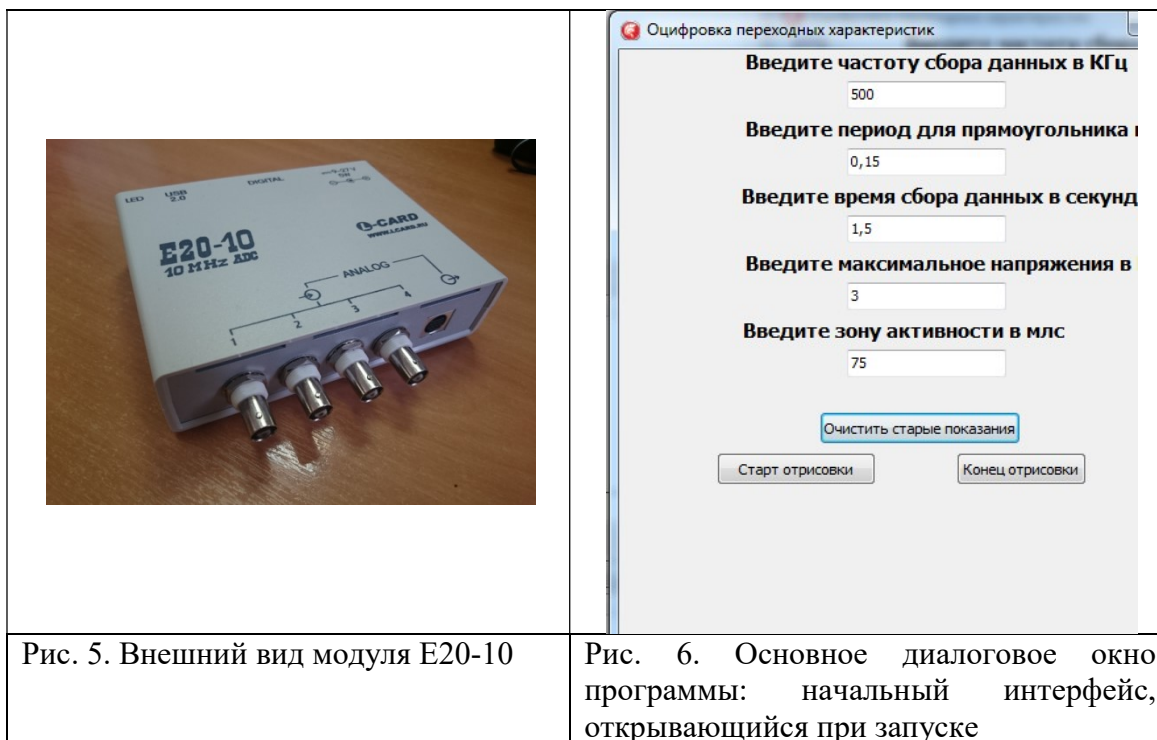 LED
USB
2.0
DIGITAL
E20-10
10 MHz ADC
L-CARD
WWW.LCARD.RU
ANALOG
1
2
3
4
Оцифровка переходных характеристик
Введите частоту сбора данных в КГц
500
Введите период для прямоугольника
0,15
Введите время сбора данных в секунд
1,5
Введите максимальное напряжения в
3
Введите зону активности в млс
75
Очистить старые показания
Старт отрисовки
Конец отрисовки
Рис. 5. Внешний вид модуля Е20-10
Рис. 6. Основное диалоговое окно
программы: начальный интерфейс,
открывающийся при запуске